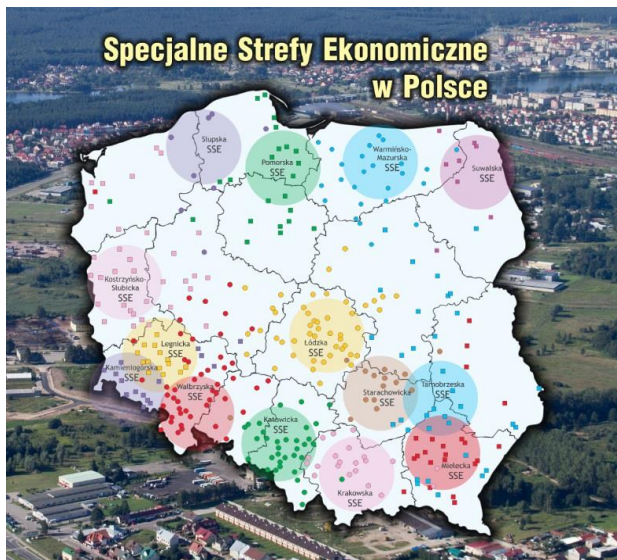 Specjalne Strefy Ekonomiczne
w Polsce
Słupska
SSE
Pomorska
SSE
Warmińsko-
Mazurska
SSE
Suwalska
SSE
Kostrzyńsko-
Słubicka
SSE
Legnicka
SSE
Łódzka
SSE
Kamiennogórska
SSE
Wałbrzyska
SSE
Starachowicka
SSE
Tarnobrzeska
SSE
Katowicka
SSE
Krakowska
SSE
Mielecka
SSE